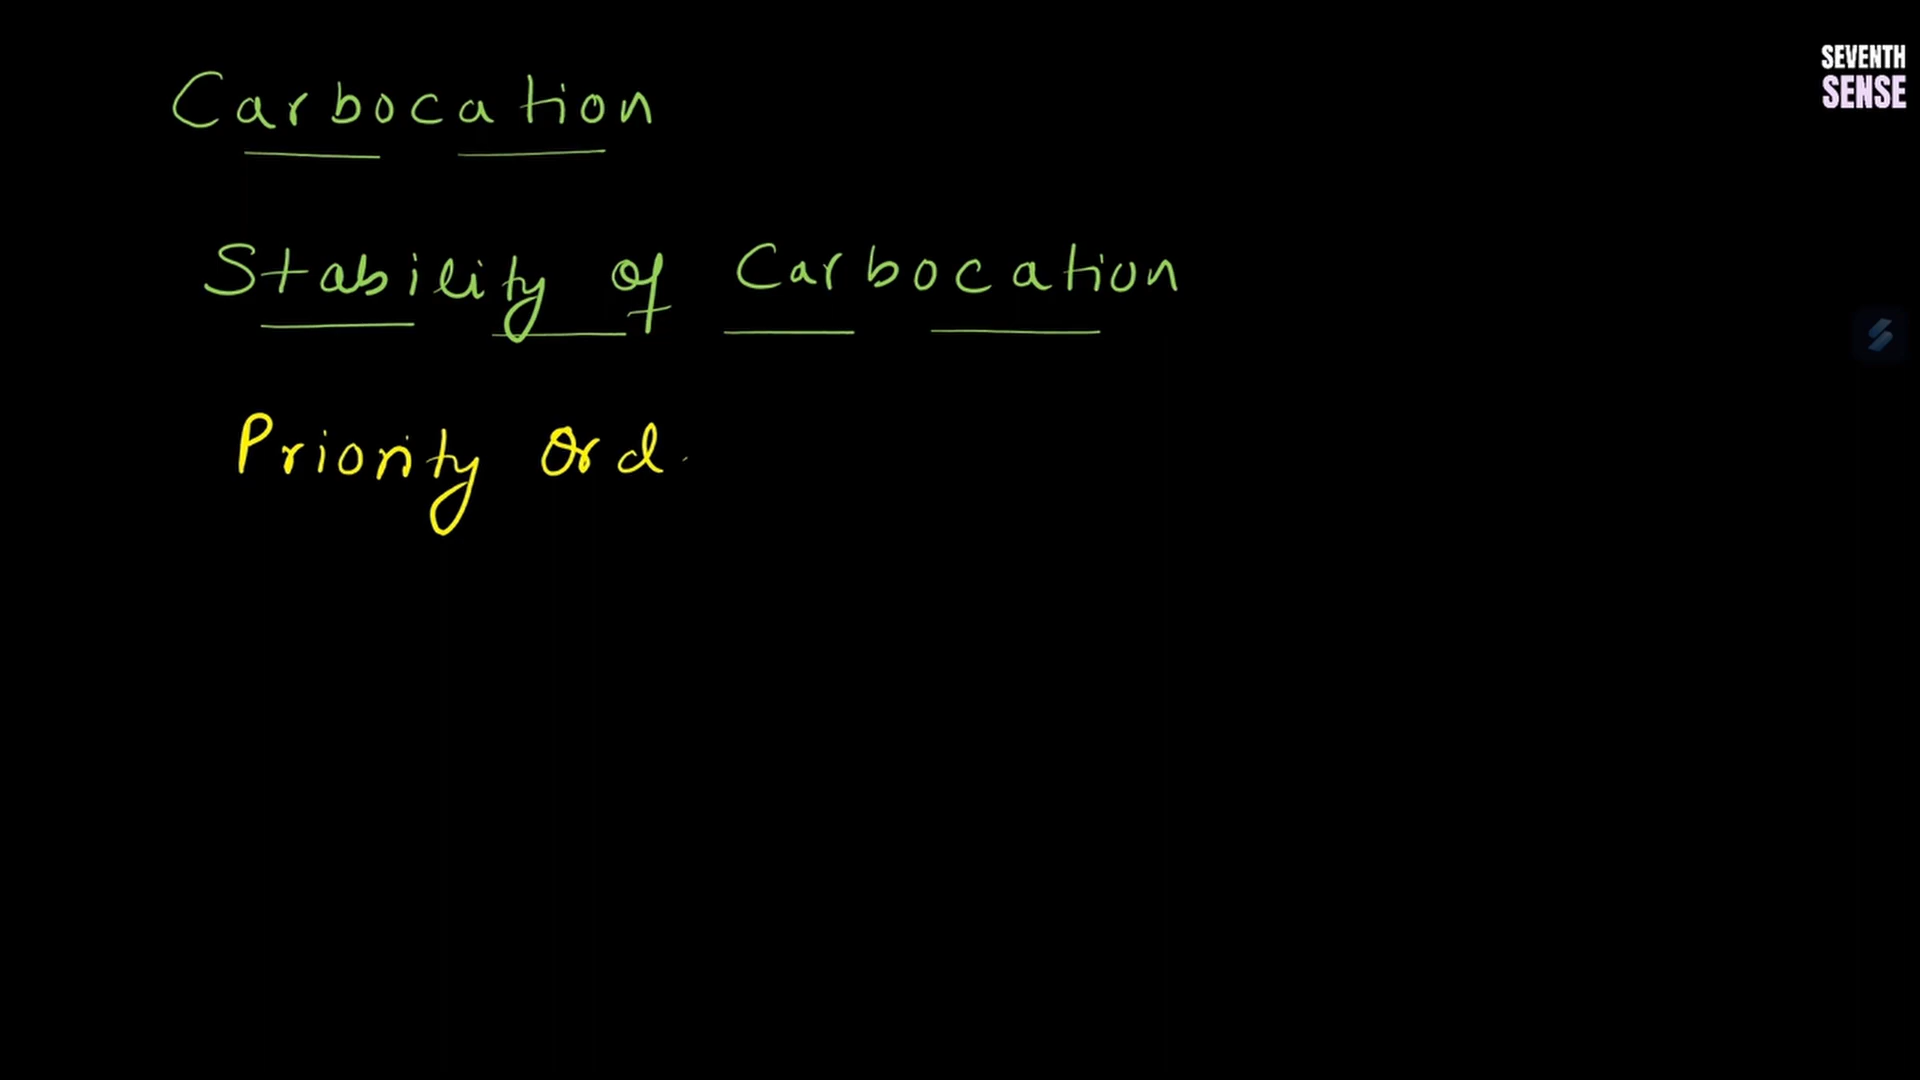 Carbocation
SEVENTH
SENSE
Stability of Carbocation
Priority Ord